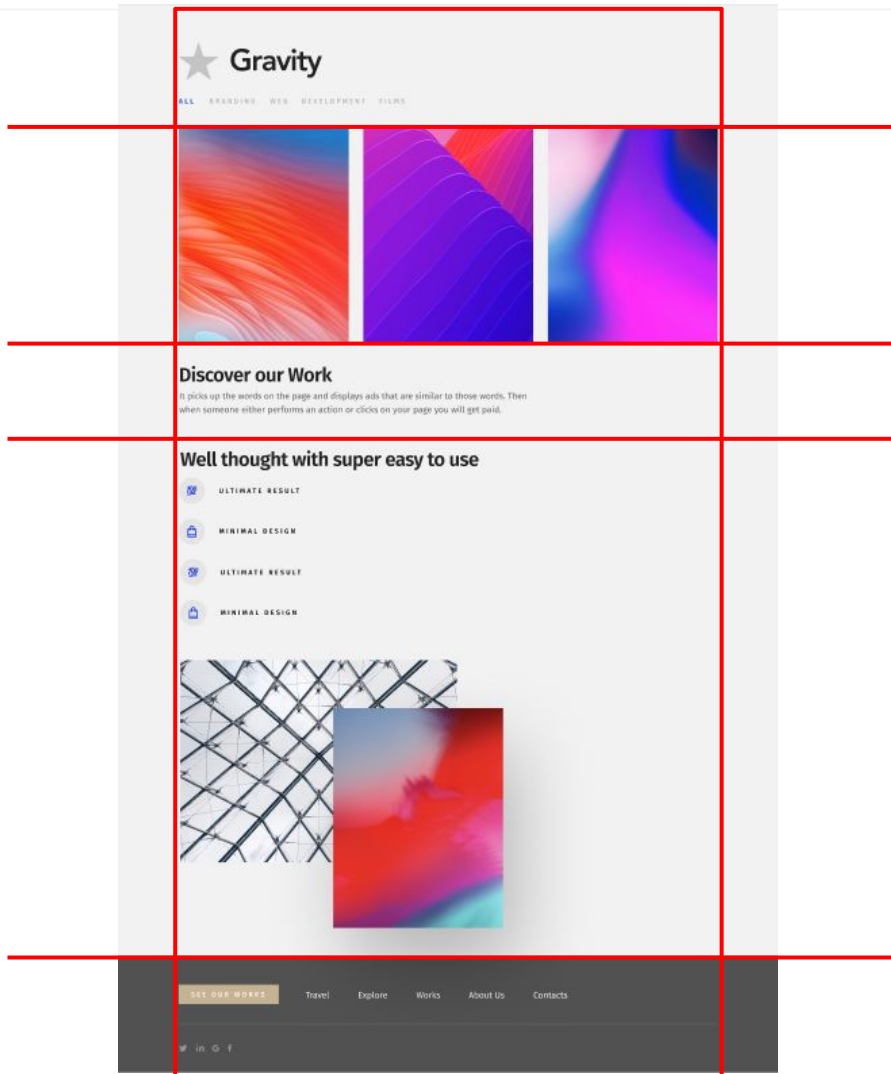 Gravity
ALL BRANDING WEB DEVELOPMENT FILMS
Discover our Work
It picks up the words on the page and displays ads that are similar to those words. Then
when someone either performs an action or clicks on your page you will get paid.
Well thought with super easy to use
ULTIMATE RESULT
MINIMAL DESIGN
ULTIMATE RESULT
MINIMAL DESIGN
SEE OUR WORKS Travel Explore Works About Us Contacts
in G f